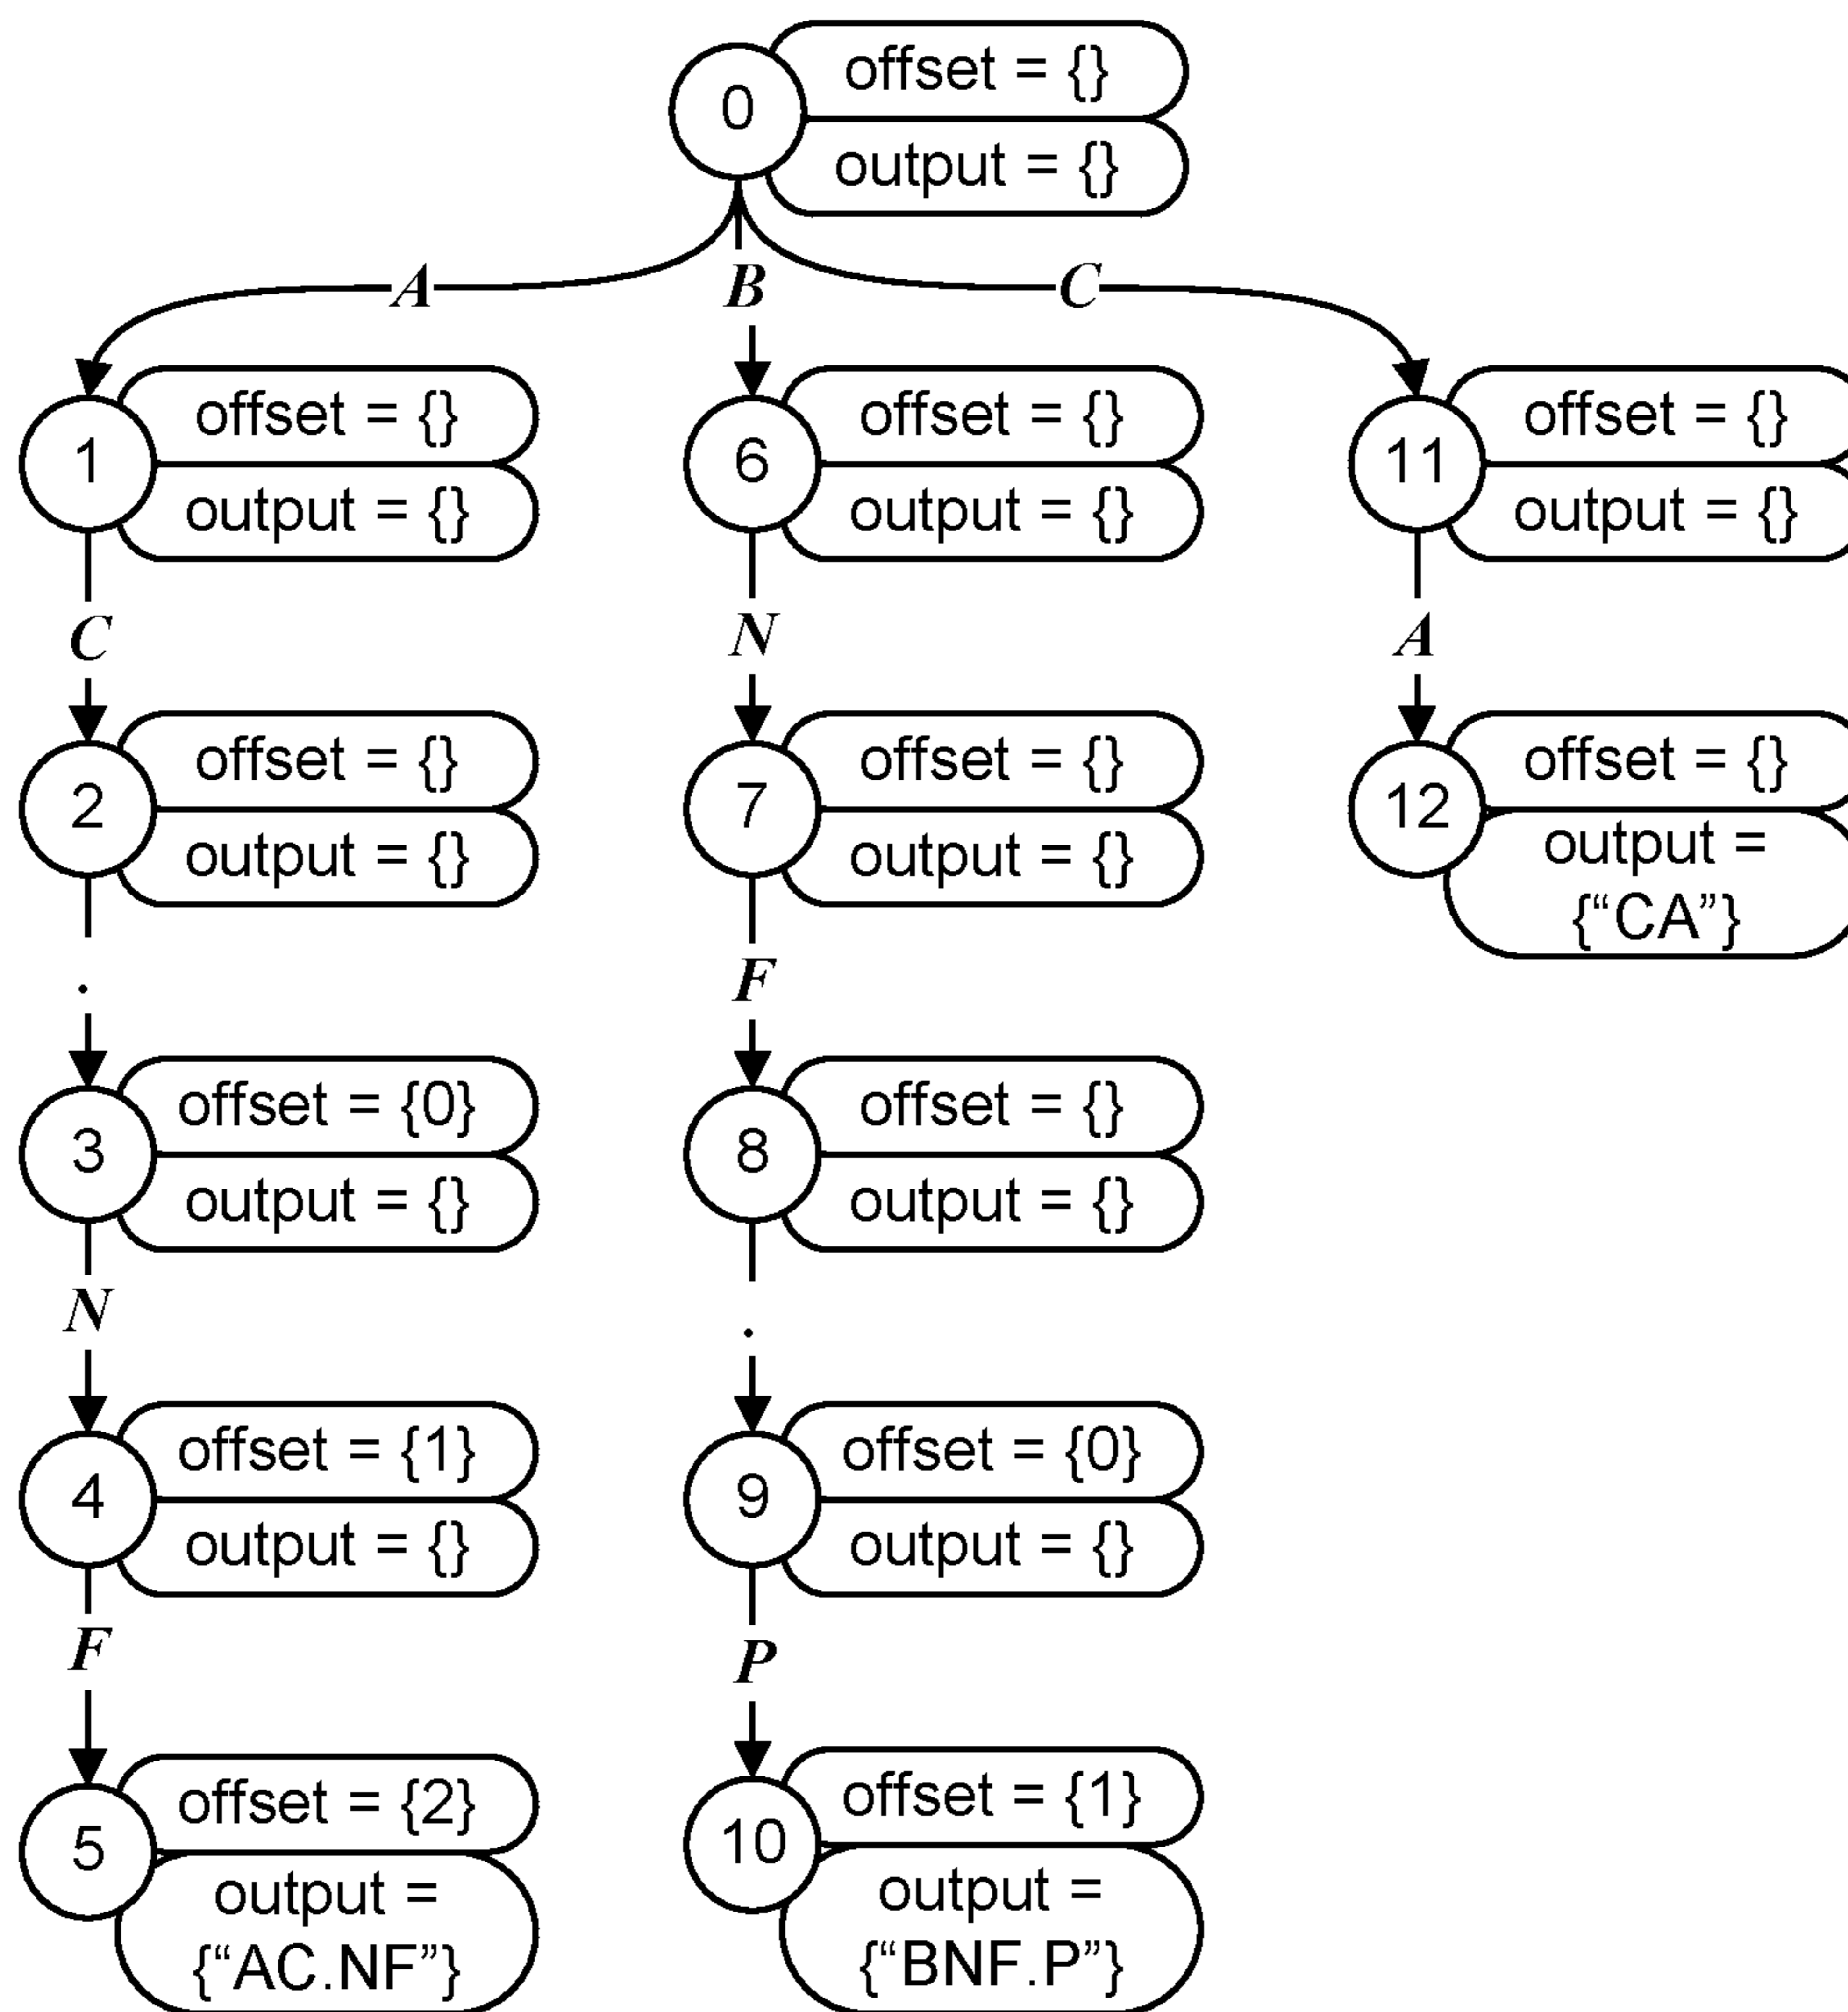 0
offset = {}
output = {}
A
B
C
1
offset = {}
output = {}
6
offset = {}
output = {}
11
offset = {}
output = {}
C
N
A
2
offset = {}
output = {}
7
offset = {}
output = {}
12
offset = {}
output =
{“CA”}
.
F
3
offset = {0}
output = {}
8
offset = {}
output = {}
N
.
4
offset = {1}
output = {}
9
offset = {0}
output = {}
F
P
5
offset = {2}
output =
{“AC.NF”}
10
offset = {1}
output =
{“BNF.P”}